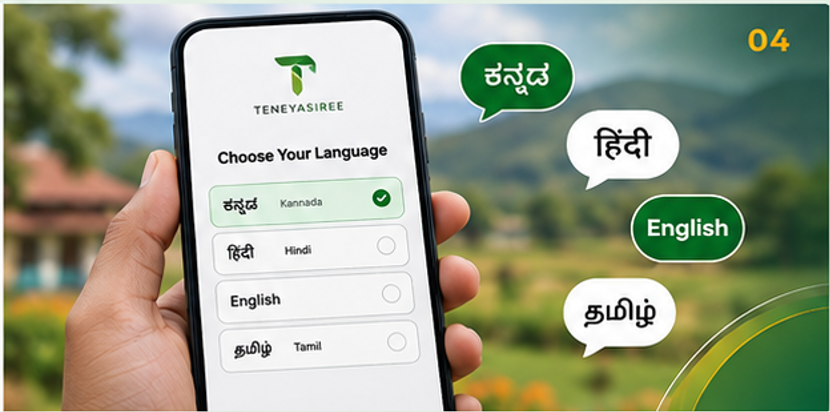 04
TENEYASIREE
Choose Your Language
ಕನ್ನಡ Kannada
हिंदी Hindi
English
தமிழ் Tamil
ಕನ್ನಡ
हिंदी
English
தமிழ்